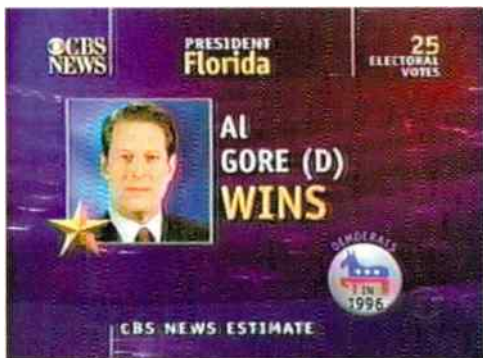 CBS NEWS
PRESIDENT
Florida
25
ELECTORAL
VOTES
Al
GORE (D)
WINS
DEMOCRATS
1996
CBS NEWS ESTIMATE